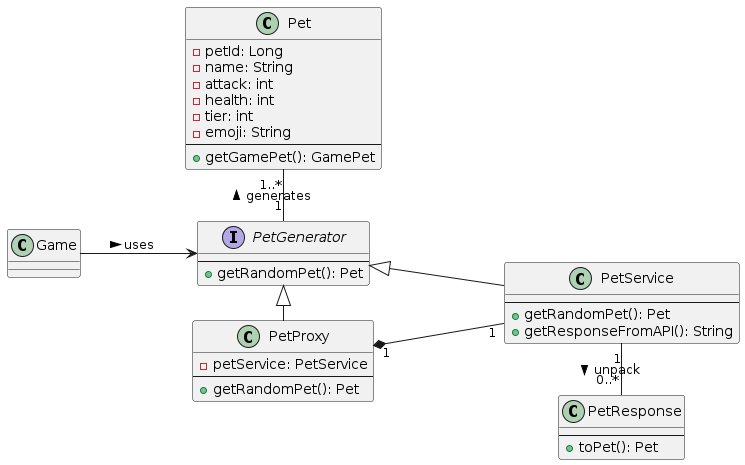 C Pet
petId: Long
name: String
attack: int
health: int
tier: int
emoji: String
getGamePet(): GamePet
1..*
generates
1
C Game
uses
I PetGenerator
getRandomPet(): Pet
C PetService
getRandomPet(): Pet
getResponseFromAPI(): String
C PetProxy
petService: PetService
getRandomPet(): Pet
1
1
1
unpack
0..*
C PetResponse
toPet(): Pet